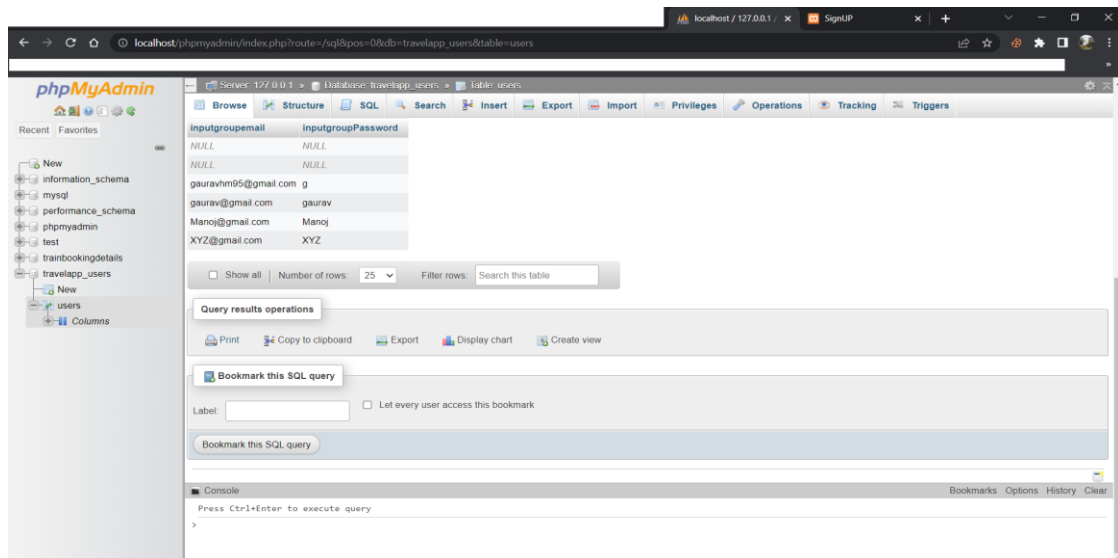 localhost / 127.0.0.1 /
SignUP
localhost/phpmyadmin/index.php?route=/sql&pos=0&db=travelapp_users&table=users
phpMyAdmin
Recent Favorites
New
information_schema
mysql
performance_schema
phpmyadmin
test
trainbookingdetails
travelapp_users
New
users
Columns
Server: 127.0.0.1 » Database: travelapp_users » Table: users
Browse Structure SQL Search Insert Export Import Privileges Operations Tracking Triggers
inputgroupemail inputgroupPassword
NULL NULL
NULL NULL
gauravhm95@gmail.com g
gaurav@gmail.com gaurav
Manoj@gmail.com Manoj
XYZ@gmail.com XYZ
Show all Number of rows: 25 Filter rows: Search this table
Query results operations
Print Copy to clipboard Export Display chart Create view
Bookmark this SQL query
Label: Let every user access this bookmark
Bookmark this SQL query
Console Bookmarks Options History Clear
Press Ctrl+Enter to execute query
>